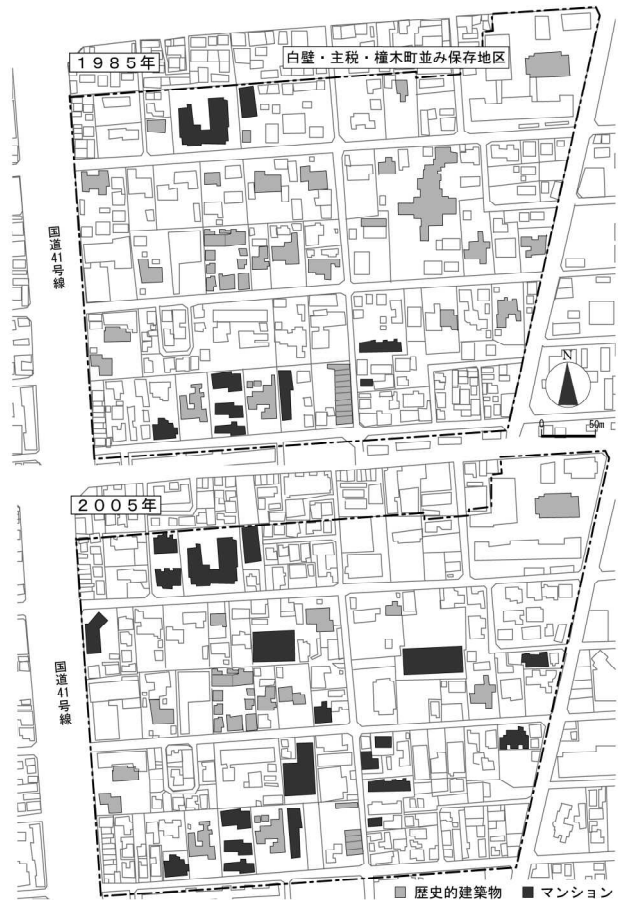 １９８５年
白壁・主税・橦木町並み保存地区
国道41号線
N
0 50m
２００５年
国道41号線
歴史的建築物
マンション